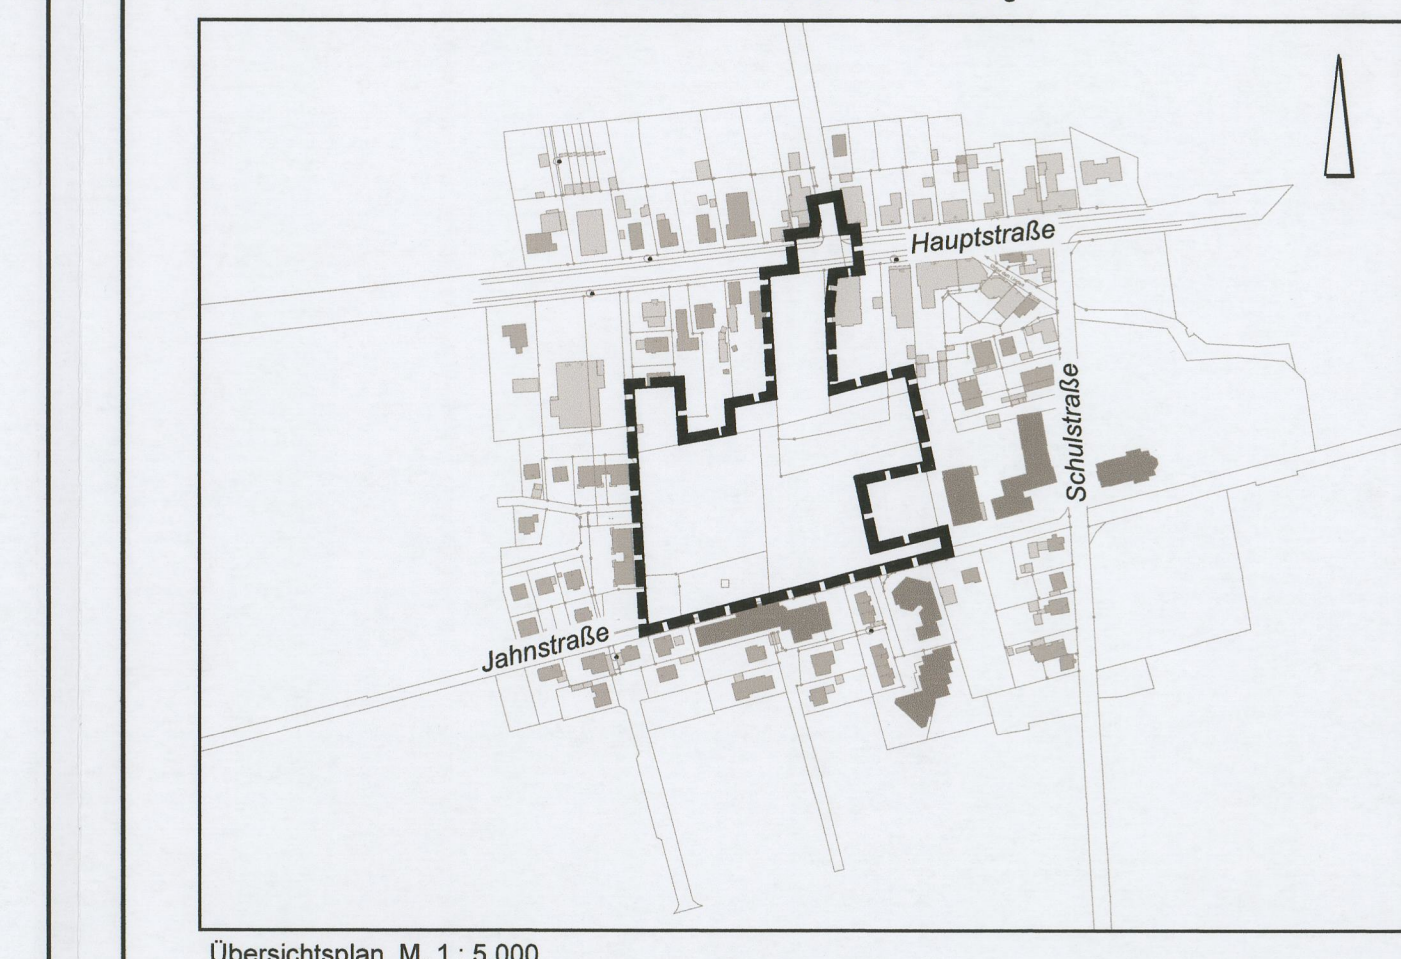 Hauptstraße
Schulstraße
Jahnstraße
Übersichtsplan M. 1 : 5.000